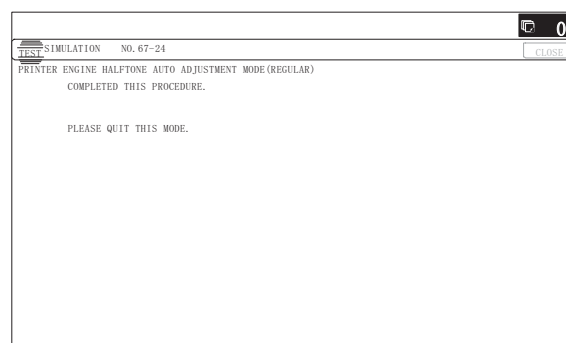 0
TEST SIMULATION NO.67-24
CLOSE
PRINTER ENGINE HALFTONE AUTO ADJUSTMENT MODE(REGULAR)
COMPLETED THIS PROCEDURE.
PLEASE QUIT THIS MODE.